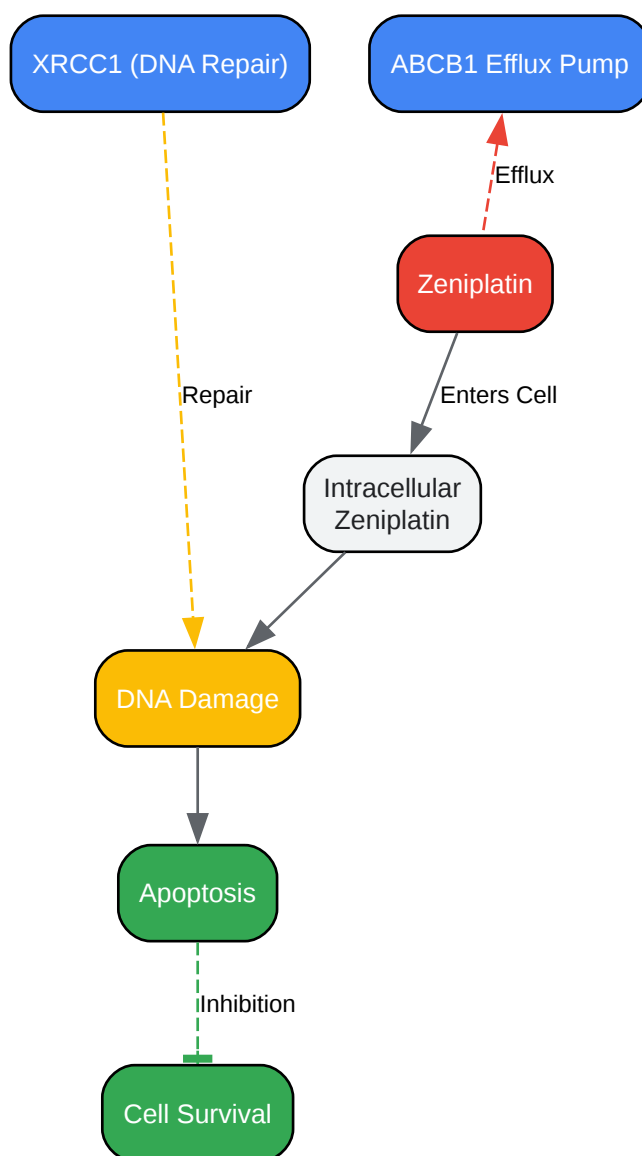 XRCC1 (DNA Repair)
ABCB1 Efflux Pump
Efflux
Zeniplatin
Repair
Enters Cell
Intracellular
Zeniplatin
DNA Damage
Apoptosis
Inhibition
Cell Survival